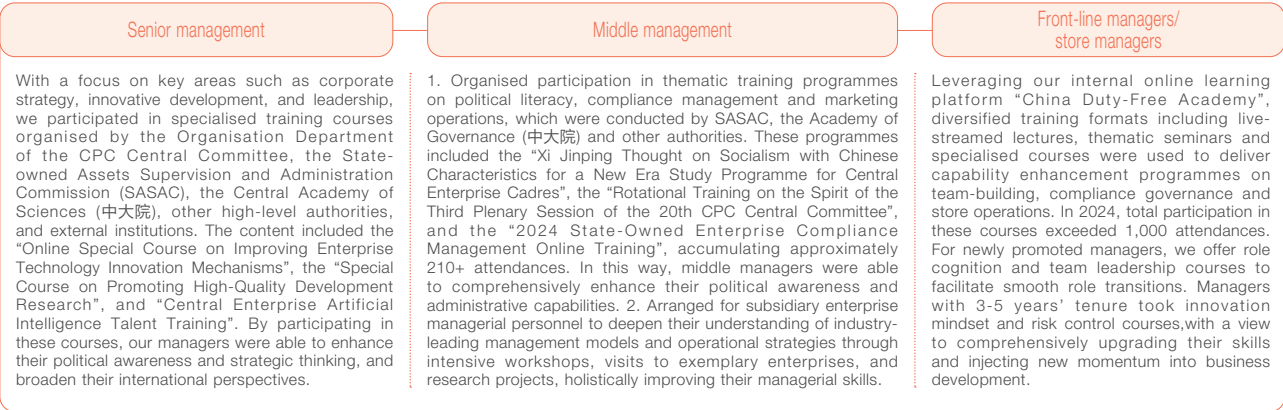 Senior management
With a focus on key areas such as corporate
strategy, innovative development, and leadership,
we participated in specialised training courses
organised by the Organisation Department
of the CPC Central Committee, the State-
owned Assets Supervision and Administration
Commission (SASAC), the Central Academy of
Sciences (中大院), other high-level authorities,
and external institutions. The content included the
“Online Special Course on Improving Enterprise
Technology Innovation Mechanisms”, the “Special
Course on Promoting High-Quality Development
Research”, and “Central Enterprise Artificial
Intelligence Talent Training”. By participating in
these courses, our managers were able to enhance
their political awareness and strategic thinking, and
broaden their international perspectives.
Middle management
1. Organised participation in thematic training programmes
on political literacy, compliance management and marketing
operations, which were conducted by SASAC, the Academy of
Governance (中大院) and other authorities. These programmes
included the “Xi Jinping Thought on Socialism with Chinese
Characteristics for a New Era Study Programme for Central
Enterprise Cadres”, the “Rotational Training on the Spirit of the
Third Plenary Session of the 20th CPC Central Committee”,
and the “2024 State-Owned Enterprise Compliance
Management Online Training”, accumulating approximately
210+ attendances. In this way, middle managers were able
to comprehensively enhance their political awareness and
administrative capabilities. 2. Arranged for subsidiary enterprise
managerial personnel to deepen their understanding of industry-
leading management models and operational strategies through
intensive workshops, visits to exemplary enterprises, and
research projects, holistically improving their managerial skills.
Front-line managers/
store managers
Leveraging our internal online learning
platform “China Duty-Free Academy”,
diversified training formats including live-
streamed lectures, thematic seminars and
specialised courses were used to deliver
capability enhancement programmes on
team-building, compliance governance and
store operations. In 2024, total participation in
these courses exceeded 1,000 attendances.
For newly promoted managers, we offer role
cognition and team leadership courses to
facilitate smooth role transitions. Managers
with 3-5 years’ tenure took innovation
mindset and risk control courses,with a view
to comprehensively upgrading their skills
and injecting new momentum into business
development.